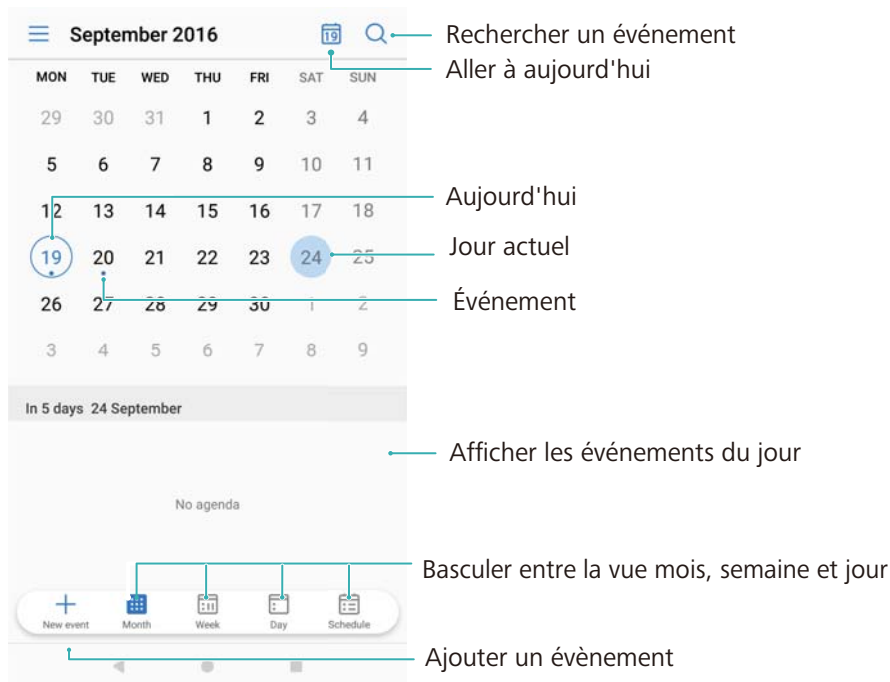 September 2016
19
Rechercher un événement
Aller à aujourd'hui
MON TUE WED THU FRI SAT SUN
29 30 31 1 2 3 4
5 6 7 8 9 10 11
Aujourd'hui
12 13 14 15 16 17 18
Jour actuel
19 20 21 22 23 24 25
Événement
26 27 28 29 30 1 2
3 4 5 6 7 8 9
In 5 days 24 September
Afficher les événements du jour
No agenda
Basculer entre la vue mois, semaine et jour
New event Month Week Day Schedule
Ajouter un évènement